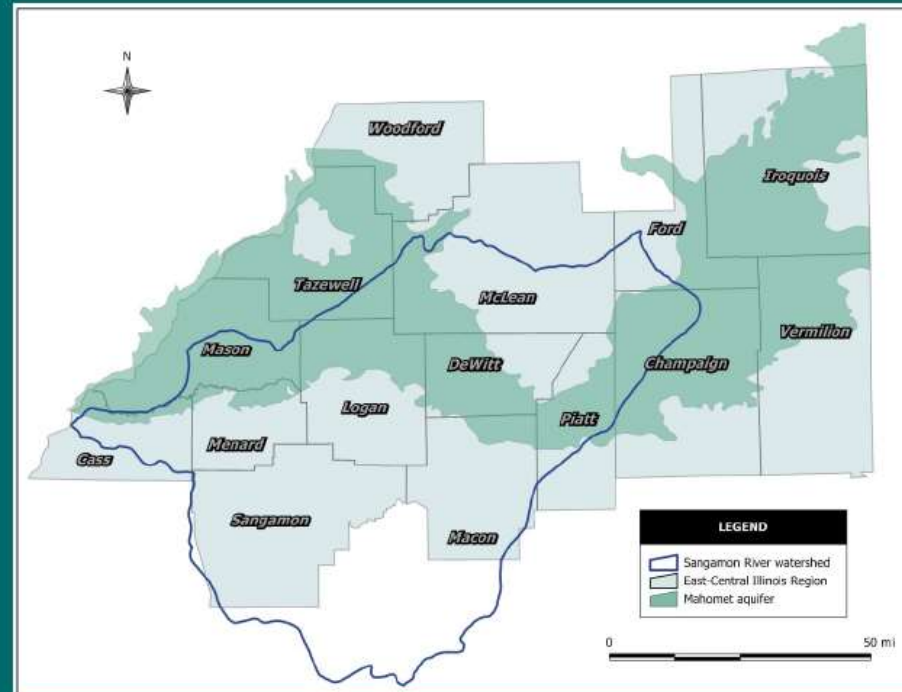 N
Woodford
Iroquois
Ford
Tazewell
McLean
Vermilion
Mason
DeWitt
Champaign
Logan
Piatt
Menard
Cass
Sangamon
Macon
LEGEND
Sangamon River watershed
East-Central Illinois Region
Mahomet aquifer
0 50 mi